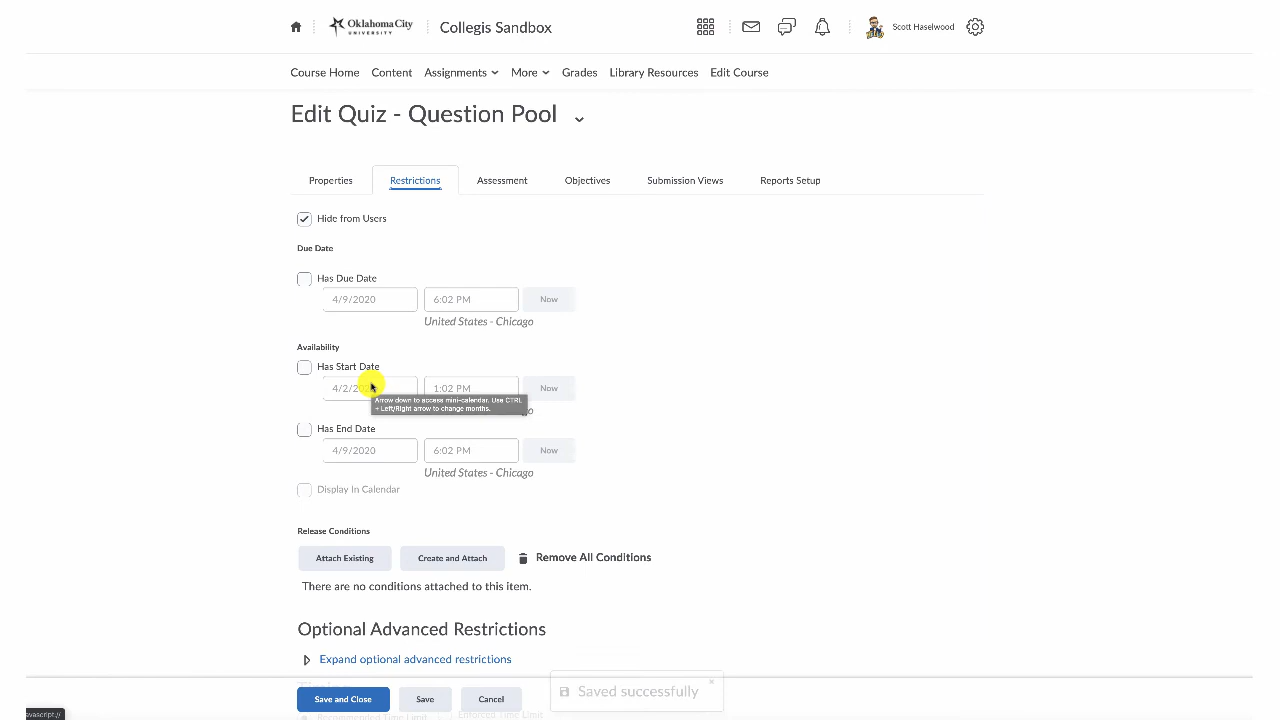 Oklahoma City
UNIVERSITY
Collegis Sandbox
Scott Haselwood
Course Home Content Assignments More Grades Library Resources Edit Course
Edit Quiz - Question Pool
Properties Restrictions Assessment Objectives Submission Views Reports Setup
Hide from Users
Due Date
Has Due Date
4/9/2020 6:02 PM Now
United States - Chicago
Availability
Has Start Date
4/2/ 1:02 PM Now
Arrow down to access mini-calendar. Use CTRL
+ Left/Right arrow to change months.
Has End Date
4/9/2020 6:02 PM Now
United States - Chicago
Display In Calendar
Release Conditions
Attach Existing Create and Attach Remove All Conditions
There are no conditions attached to this item.
Optional Advanced Restrictions
Expand optional advanced restrictions
Save and Close Save Cancel Saved successfully
Recommended Time Limit Enforced Time Limit
avascript://